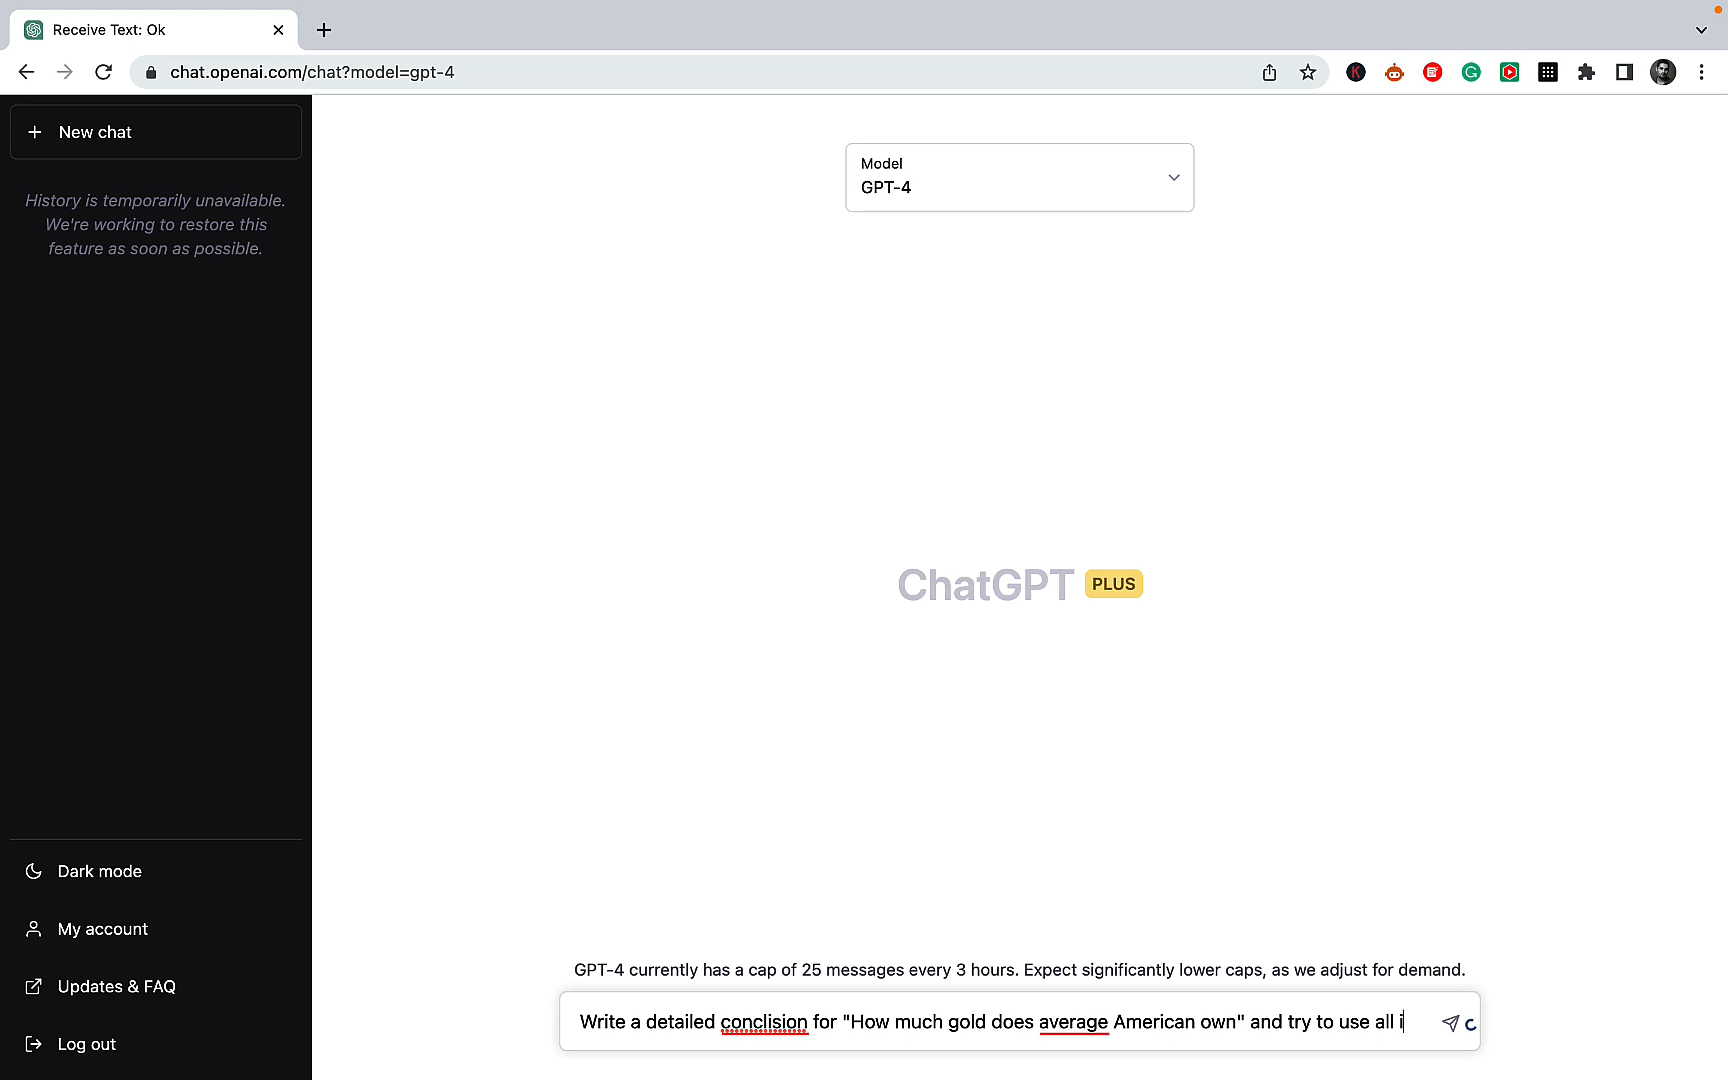 Receive Text: Ok
chat.openai.com/chat?model=gpt-4
New chat
History is temporarily unavailable.
We're working to restore this
feature as soon as possible.
Model
GPT-4
ChatGPT PLUS
Dark mode
My account
Updates & FAQ
Log out
GPT-4 currently has a cap of 25 messages every 3 hours. Expect significantly lower caps, as we adjust for demand.
Write a detailed conclision for "How much gold does average American own" and try to use all i